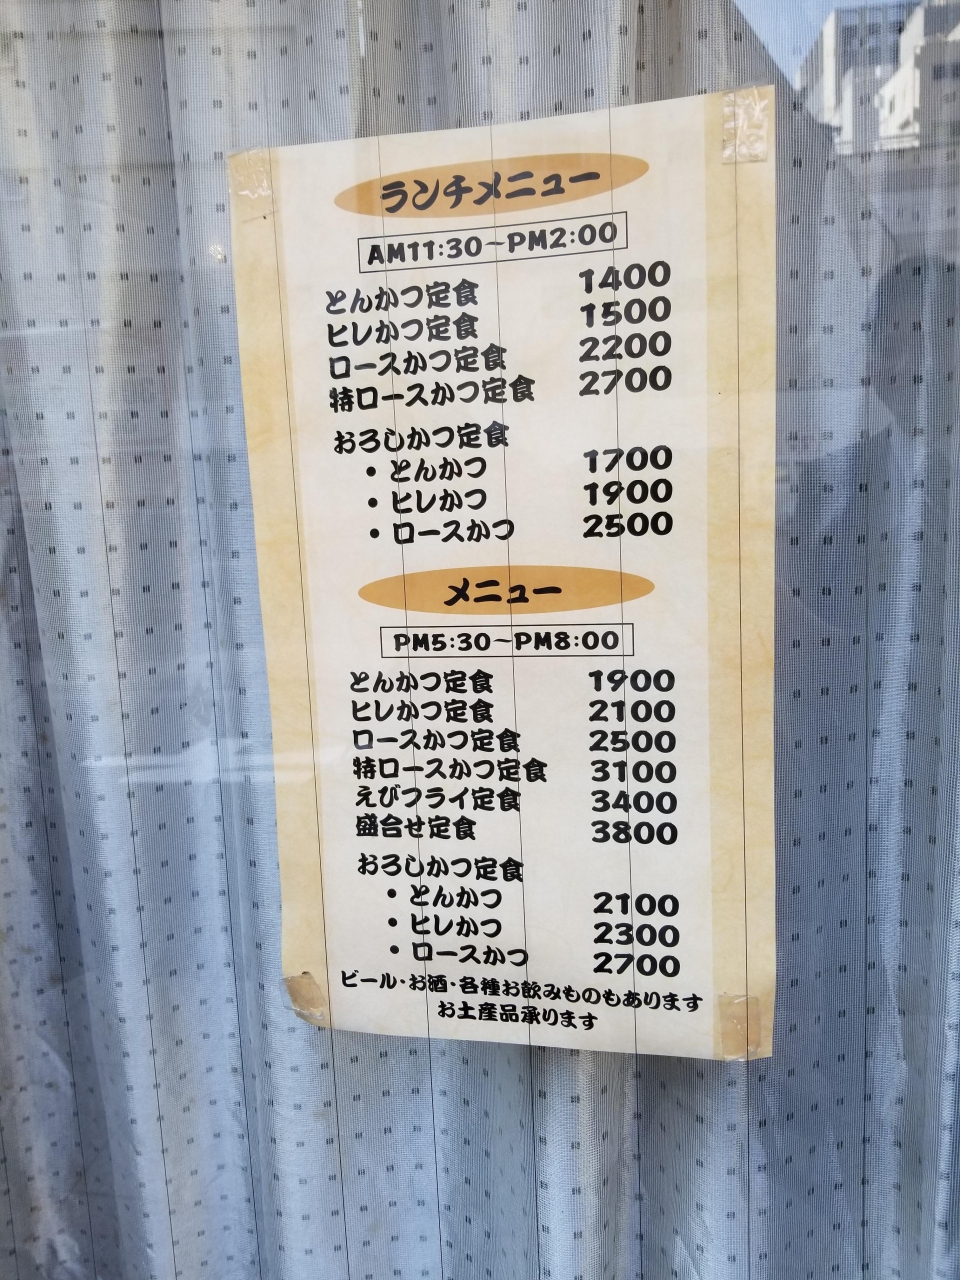 ランチメニュー
AM11:30～PM2:00
とんかつ定食 1400
ヒレかつ定食 1500
ロースかつ定食 2200
特ロースかつ定食 2700
おろしかつ定食
・とんかつ 1700
・ヒレかつ 1900
・ロースかつ 2500
メニュー
PM5:30～PM8:00
とんかつ定食 1900
ヒレかつ定食 2100
ロースかつ定食 2500
特ロースかつ定食 3100
えびフライ定食 3400
盛合せ定食 3800
おろしかつ定食
・とんかつ 2100
・ヒレかつ 2300
・ロースかつ 2700
ビール・お酒・各種お飲みものもあります
お土産品承ります